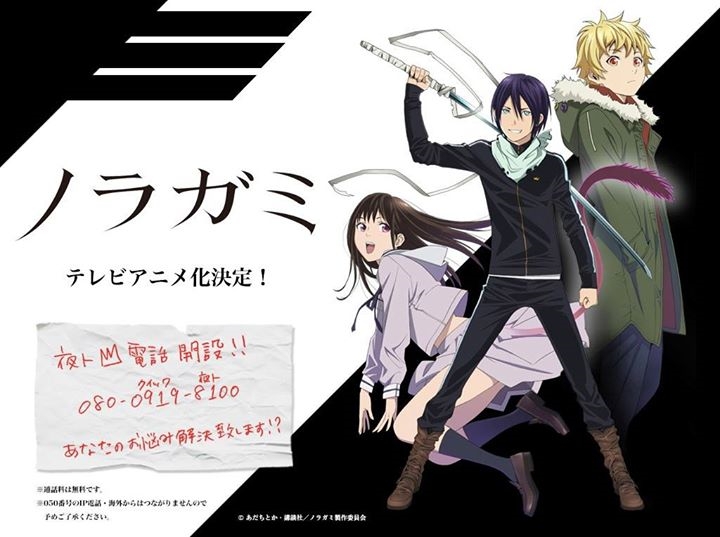 ノラガミ
テレビアニメ化決定！
夜ト 電話 開設!!
クイック 夜ト
080-0919-8100
あなたのお悩み解決致します!?
※通話料は無料です。
※050番号のIP電話・海外からはつながりませんので
予めご了承ください。
© あだちとか・講談社／ノラガミ製作委員会